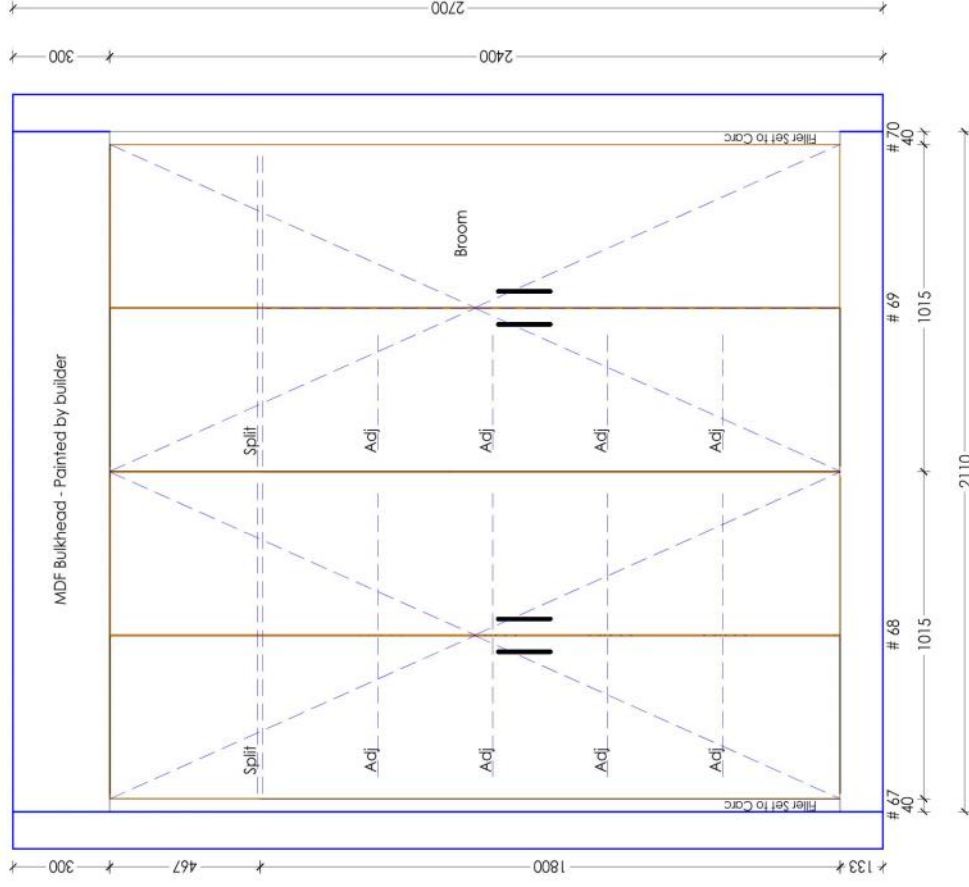 2700
300
2400
MDF Bulkhead - Painted by builder
Filler Set to Carc
Filler Set to Carc
Broom
Split
Split
Adj
Adj
Adj
Adj
Adj
Adj
Adj
Adj
300
467
1800
133
# 67
# 68
# 69
# 70
40
1015
1015
40
2110